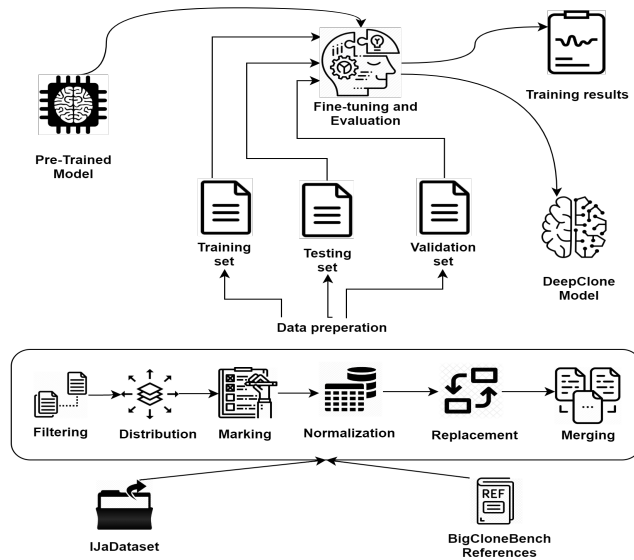 Fine-tuning and
Evaluation
Training results
Pre-Trained
Model
Training
set
Testing
set
Validation
set
DeepClone
Model
Data preperation
Filtering
Distribution
Marking
Normalization
Replacement
Merging
IJaDataset
REF
BigCloneBench
References